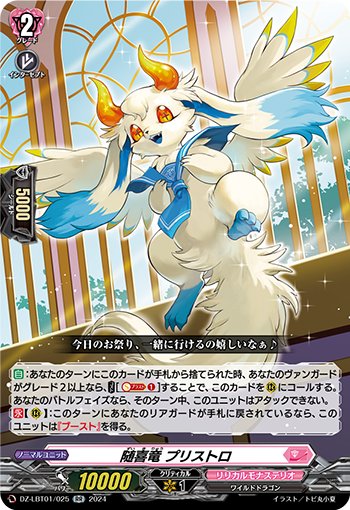 2
グレード
インターセプト
5000
シールド
今日のお祭り、一緒に行けるの嬉しいなぁ♪
自:あなたのターンにこのカードが手札から捨てられた時、あなたのヴァンガード
がグレード2以上なら、[ブラスト1]することで、このカードをRにコールする。
あなたのバトルフェイズなら、そのターン中、このユニットはアタックできない。
永【R】:このターンにあなたのリアガードが手札に戻されているなら、このユ
ニットは『ブースト』を得る。
ノーマルユニット
随喜竜 プリストロ
リリカルモナステリオ
パワー
10000
クリティカル
1
ワイルドドラゴン
DZ-LBT01/025 RR 2024
イラスト/トビ丸小夏